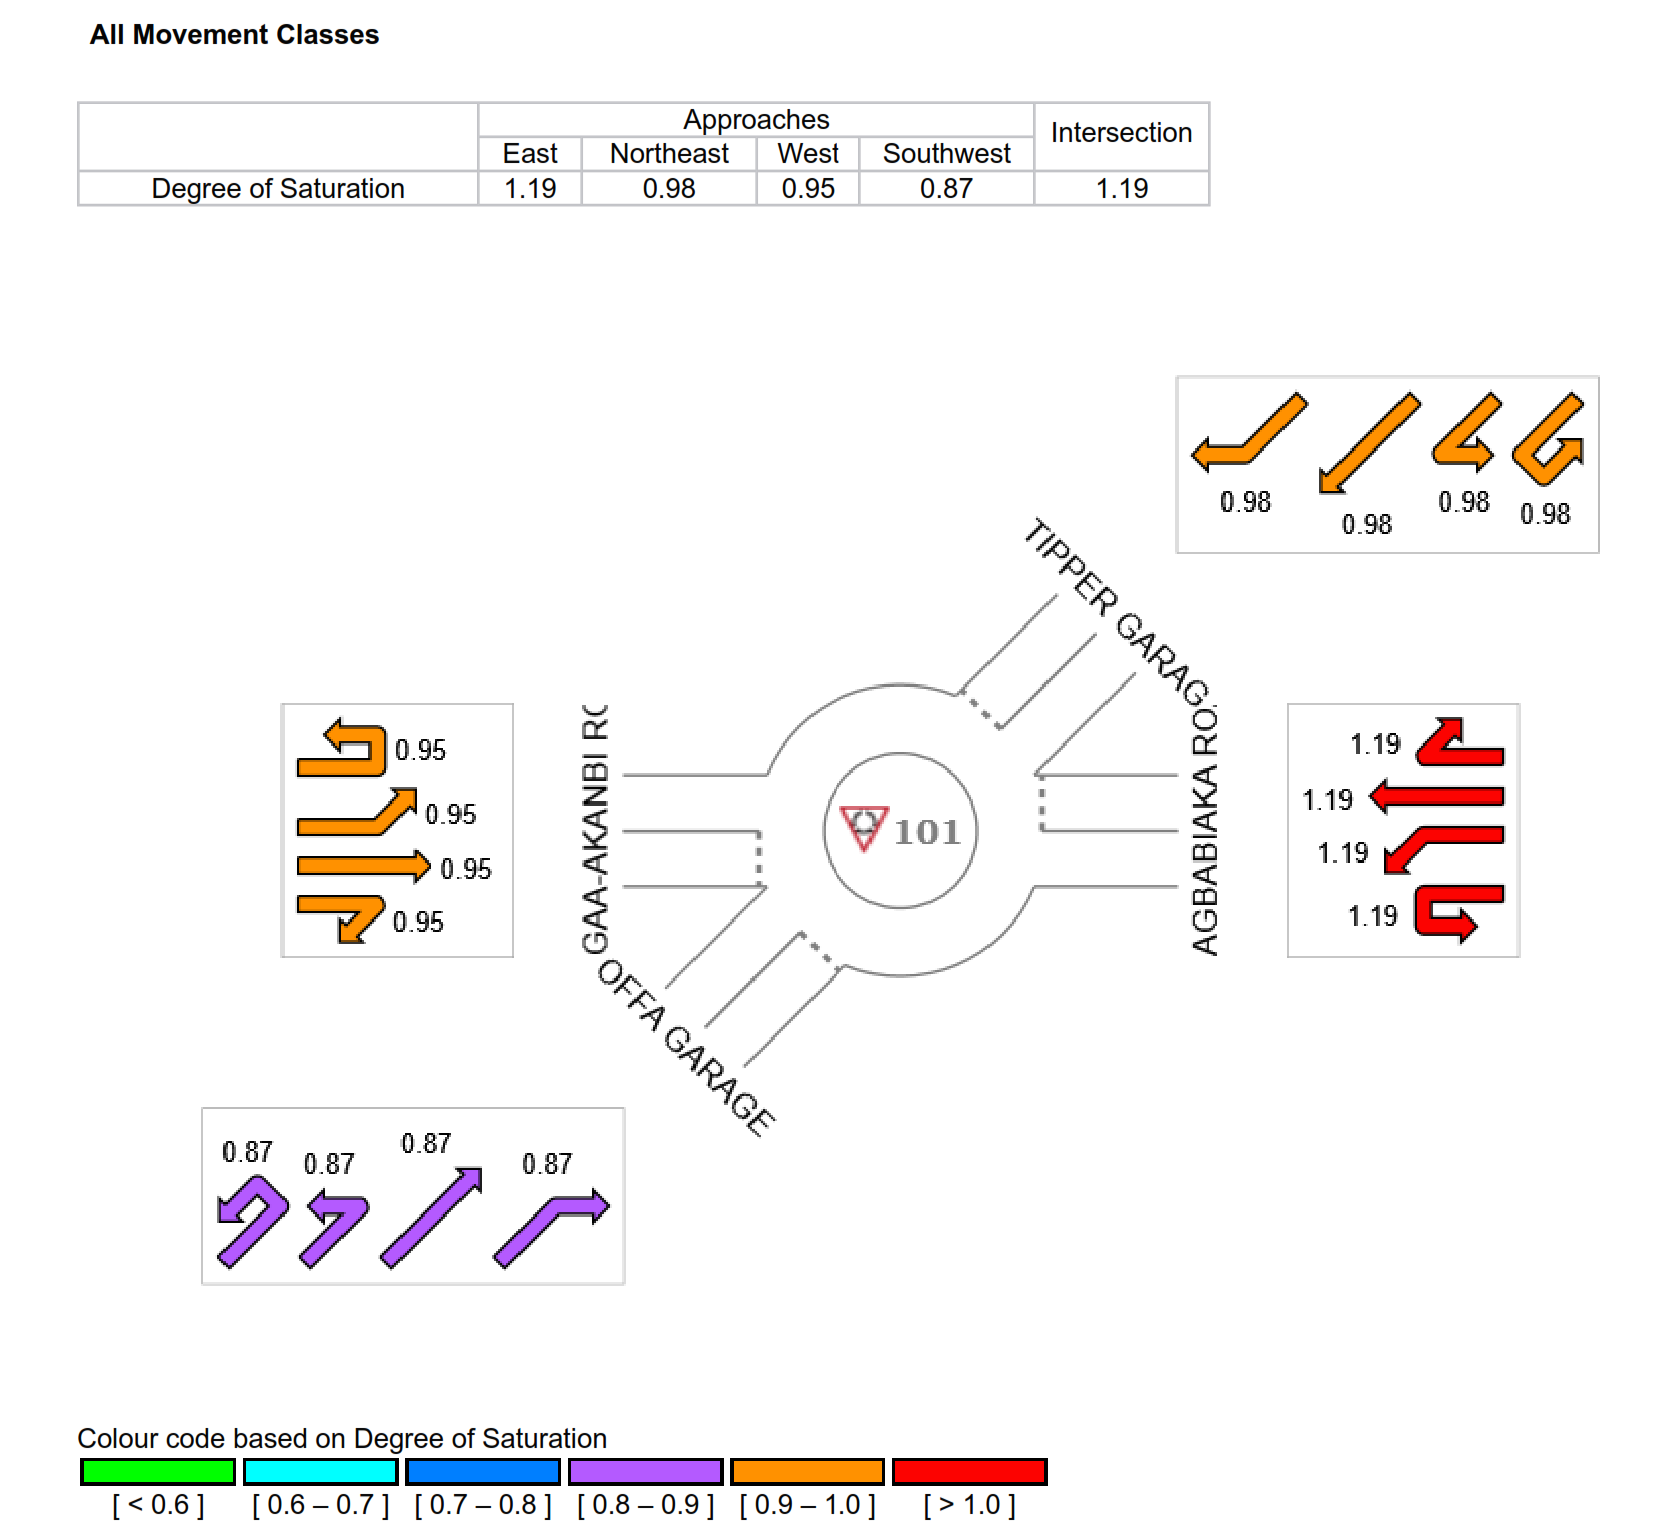 All Movement Classes
Approaches
Intersection
East Northeast West Southwest
Degree of Saturation 1.19 0.98 0.95 0.87 1.19
0.98 0.98 0.98 0.98
TIPPER GARAG
0.95
0.95
0.95
0.95
GAA-AKANBI
101
AGBABIAKA
1.19
1.19
1.19
1.19
OFFA GARAGE
0.87 0.87 0.87 0.87
Colour code based on Degree of Saturation
[ < 0.6 ] [ 0.6 – 0.7 ] [ 0.7 – 0.8 ] [ 0.8 – 0.9 ] [ 0.9 – 1.0 ] [ > 1.0 ]